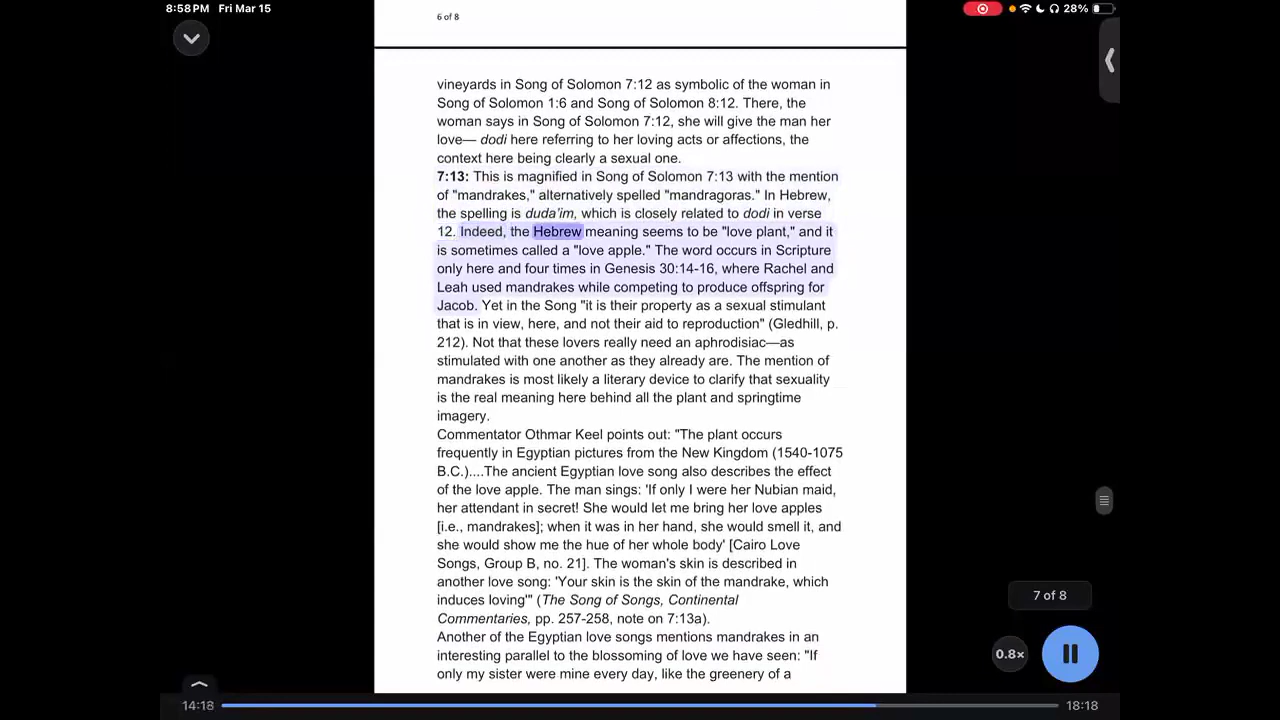 8:58 PM Fri Mar 15
28%
6 of 8
vineyards in Song of Solomon 7:12 as symbolic of the woman in
Song of Solomon 1:6 and Song of Solomon 8:12. There, the
woman says in Song of Solomon 7:12, she will give the man her
love— dodi here referring to her loving acts or affections, the
context here being clearly a sexual one.
7:13: This is magnified in Song of Solomon 7:13 with the mention
of "mandrakes," alternatively spelled "mandragoras." In Hebrew,
the spelling is duda'im, which is closely related to dodi in verse
12. Indeed, the Hebrew meaning seems to be "love plant," and it
is sometimes called a "love apple." The word occurs in Scripture
only here and four times in Genesis 30:14-16, where Rachel and
Leah used mandrakes while competing to produce offspring for
Jacob. Yet in the Song "it is their property as a sexual stimulant
that is in view, here, and not their aid to reproduction" (Gledhill, p.
212). Not that these lovers really need an aphrodisiac—as
stimulated with one another as they already are. The mention of
mandrakes is most likely a literary device to clarify that sexuality
is the real meaning here behind all the plant and springtime
imagery.
Commentator Othmar Keel points out: "The plant occurs
frequently in Egyptian pictures from the New Kingdom (1540-1075
B.C.)....The ancient Egyptian love song also describes the effect
of the love apple. The man sings: 'If only I were her Nubian maid,
her attendant in secret! She would let me bring her love apples
[i.e., mandrakes]; when it was in her hand, she would smell it, and
she would show me the hue of her whole body' [Cairo Love
Songs, Group B, no. 21]. The woman's skin is described in
another love song: 'Your skin is the skin of the mandrake, which
induces loving'" (The Song of Songs, Continental
Commentaries, pp. 257-258, note on 7:13a).
Another of the Egyptian love songs mentions mandrakes in an
interesting parallel to the blossoming of love we have seen: "If
only my sister were mine every day, like the greenery of a
7 of 8
0.8×
14:18
18:18